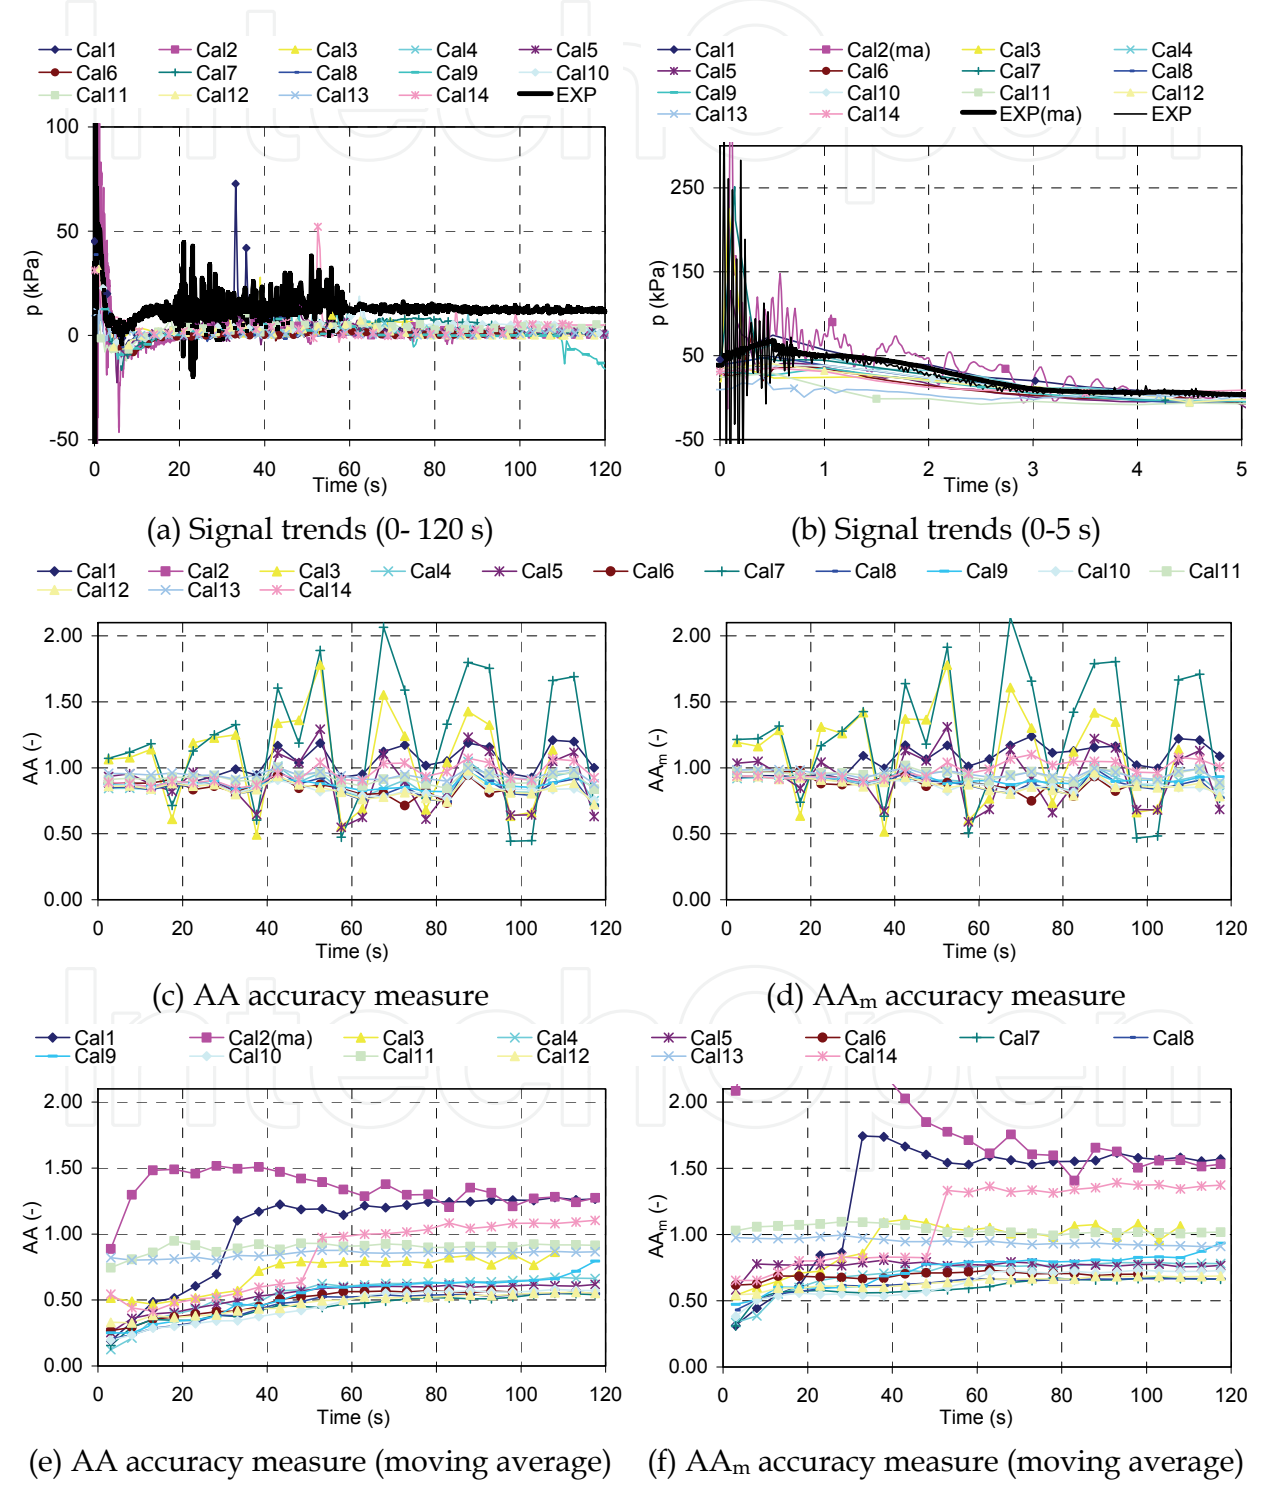 Cal1 Cal2 Cal3 Cal4 Cal5
Cal6 Cal7 Cal8 Cal9 Cal10
Cal11 Cal12 Cal13 Cal14 EXP
100
50
0
-50
p (kPa)
0 20 40 60 80 100 120
Time (s)
(a) Signal trends (0- 120 s)
Cal1 Cal2(ma) Cal3 Cal4
Cal5 Cal6 Cal7 Cal8
Cal9 Cal10 Cal11 Cal12
Cal13 Cal14 EXP(ma) EXP
250
150
50
-50
p (kPa)
0 1 2 3 4 5
Time (s)
(b) Signal trends (0-5 s)
Cal1 Cal2 Cal3 Cal4 Cal5 Cal6 Cal7 Cal8 Cal9 Cal10 Cal11
Cal12 Cal13 Cal14
2.00
1.50
1.00
0.50
0.00
AA (-)
0 20 40 60 80 100 120
Time (s)
(c) AA accuracy measure
2.00
1.50
1.00
0.50
0.00
AAm (-)
0 20 40 60 80 100 120
Time (s)
(d) AAm accuracy measure
Cal1 Cal2(ma) Cal3 Cal4 Cal5 Cal6 Cal7 Cal8
Cal9 Cal10 Cal11 Cal12 Cal13 Cal14
2.00
1.50
1.00
0.50
0.00
AA (-)
0 20 40 60 80 100 120
Time (s)
(e) AA accuracy measure (moving average)
2.00
1.50
1.00
0.50
0.00
AAm (-)
0 20 40 60 80 100 120
Time (s)
(f) AAm accuracy measure (moving average)
IntechOpen
IntechOpen